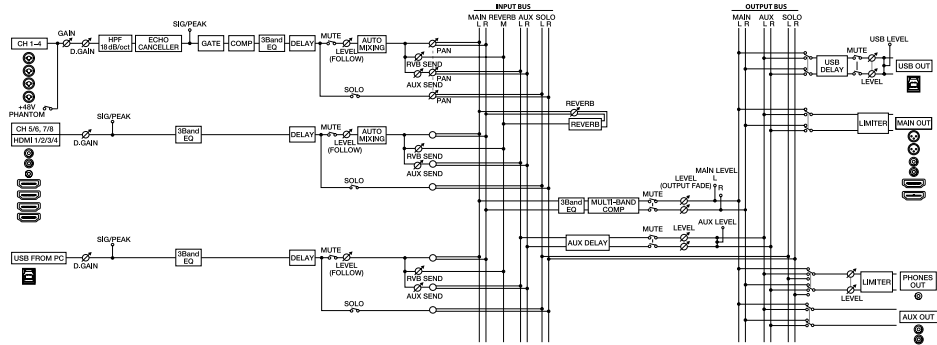 INPUT BUS
OUTPUT BUS
MAIN REVERB AUX SOLO
L R M L R L R
MAIN AUX SOLO
L R L R L R
SIG/PEAK
GAIN
CH 1–4
D.GAIN
HPF
18 dB/oct
ECHO
CANCELLER
GATE
COMP
3Band
EQ
DELAY
MUTE
LEVEL
(FOLLOW)
AUTO
MIXING
PAN
RVB SEND
AUX SEND
PAN
SOLO
PAN
+48V
PHANTOM
USB LEVEL
MUTE
USB
DELAY
L
R
LEVEL
USB OUT
REVERB
REVERB
LIMITER
MAIN OUT
CH 5/6, 7/8
HDMI 1/2/3/4
D.GAIN
SIG/PEAK
3Band
EQ
DELAY
MUTE
LEVEL
(FOLLOW)
AUTO
MIXING
RVB SEND
AUX SEND
SOLO
MAIN LEVEL
LEVEL
(OUTPUT FADE)
L
R
MUTE
3Band
EQ
MULTI-BAND
COMP
AUX LEVEL
AUX DELAY
MUTE
LEVEL
USB FROM PC
D.GAIN
SIG/PEAK
3Band
EQ
DELAY
MUTE
LEVEL
(FOLLOW)
RVB SEND
AUX SEND
SOLO
LEVEL
LIMITER
PHONES
OUT
AUX OUT